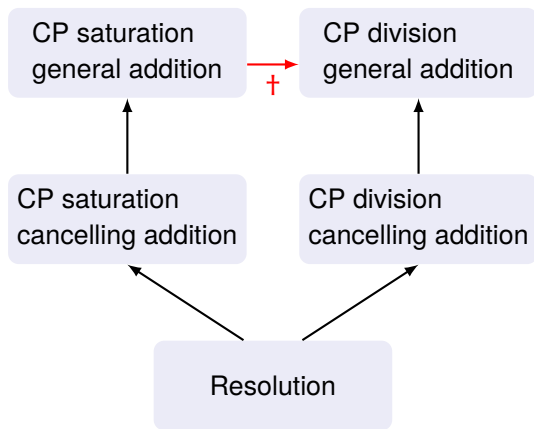 CP saturation
general addition
†
CP division
general addition
CP saturation
cancelling addition
CP division
cancelling addition
Resolution